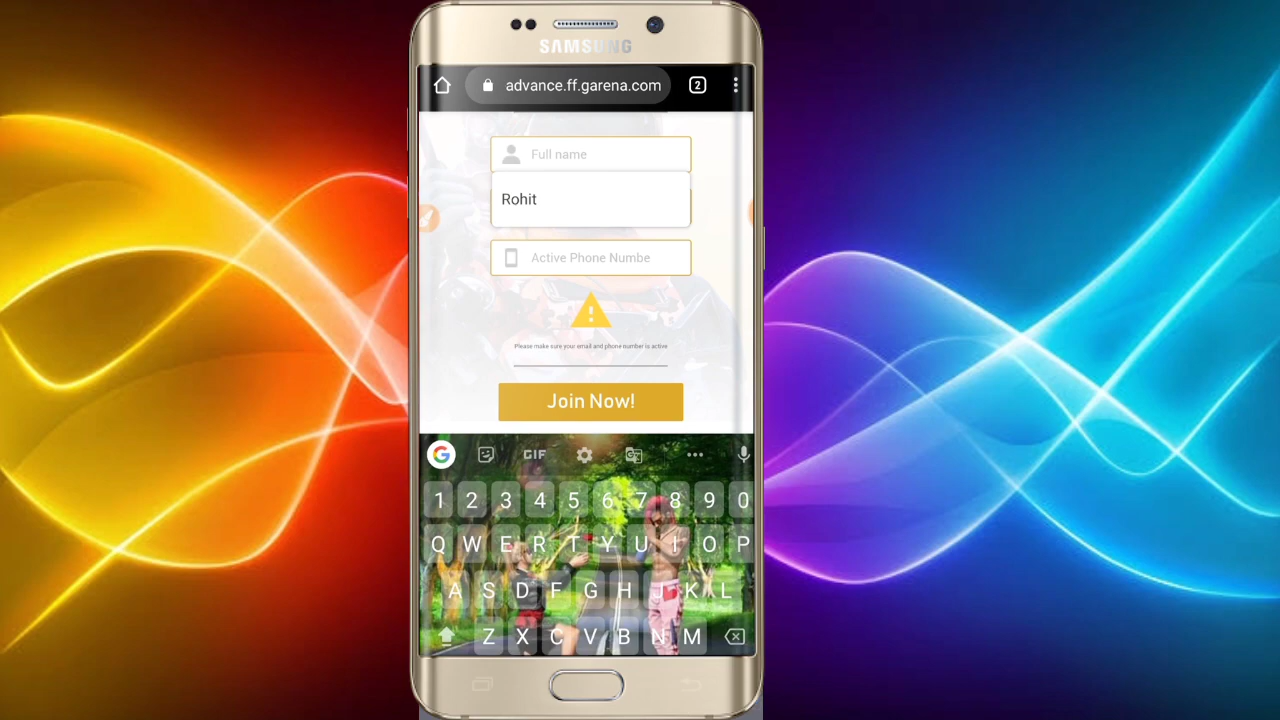 SAMSUNG
advance.ff.garena.com
2
Full name
Rohit
Active Phone Numbe
Please make sure your email and phone number is active
Join Now!
G GIF
1 2 3 4 5 6 7 8 9 0
Q W E R T Y U I O P
A S D F G H J K L
Z X C V B N M